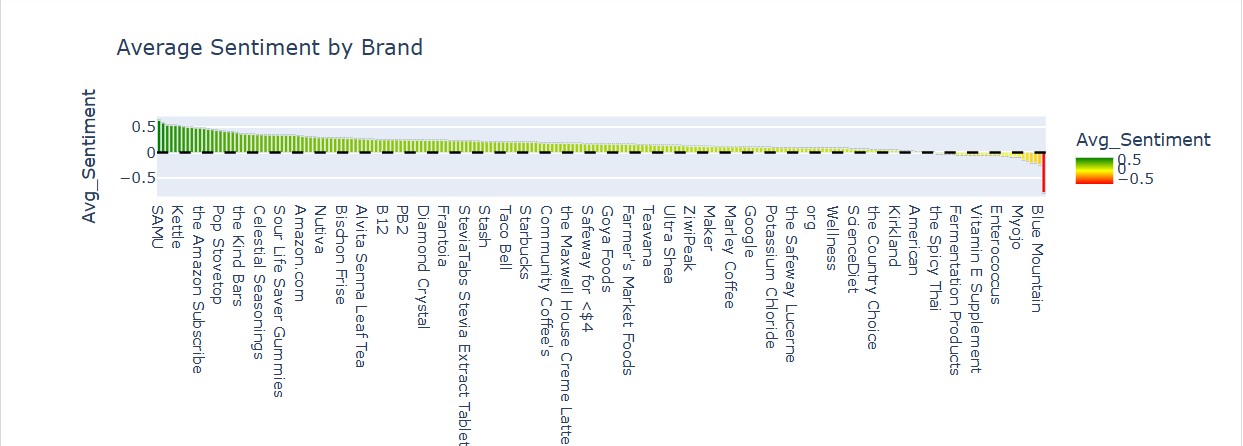 Average Sentiment by Brand
Avg_Sentiment
0.5
0
−0.5
SAMU
Kettle
the Amazon Subscribe
Pop Stovetop
the Kind Bars
Celestial Seasonings
Sour Life Saver Gummies
Amazon.com
Nutiva
Bischon Frise
Alvita Senna Leaf Tea
B12
PB2
Diamond Crystal
Frantoia
SteviaTabs Stevia Extract Tablet
Stash
Taco Bell
Starbucks
Community Coffee's
the Maxwell House Creme Latte
Safeway for <$4
Goya Foods
Farmer's Market Foods
Teavana
Ultra Shea
ZiwiPeak
Maker
Marley Coffee
Google
Potassium Chloride
the Safeway Lucerne
org
Wellness
ScienceDiet
the Country Choice
Kirkland
American
the Spicy Thai
Fermentation Products
Vitamin E Supplement
Enterococcus
Myojo
Blue Mountain
Avg_Sentiment
0.5
0
−0.5